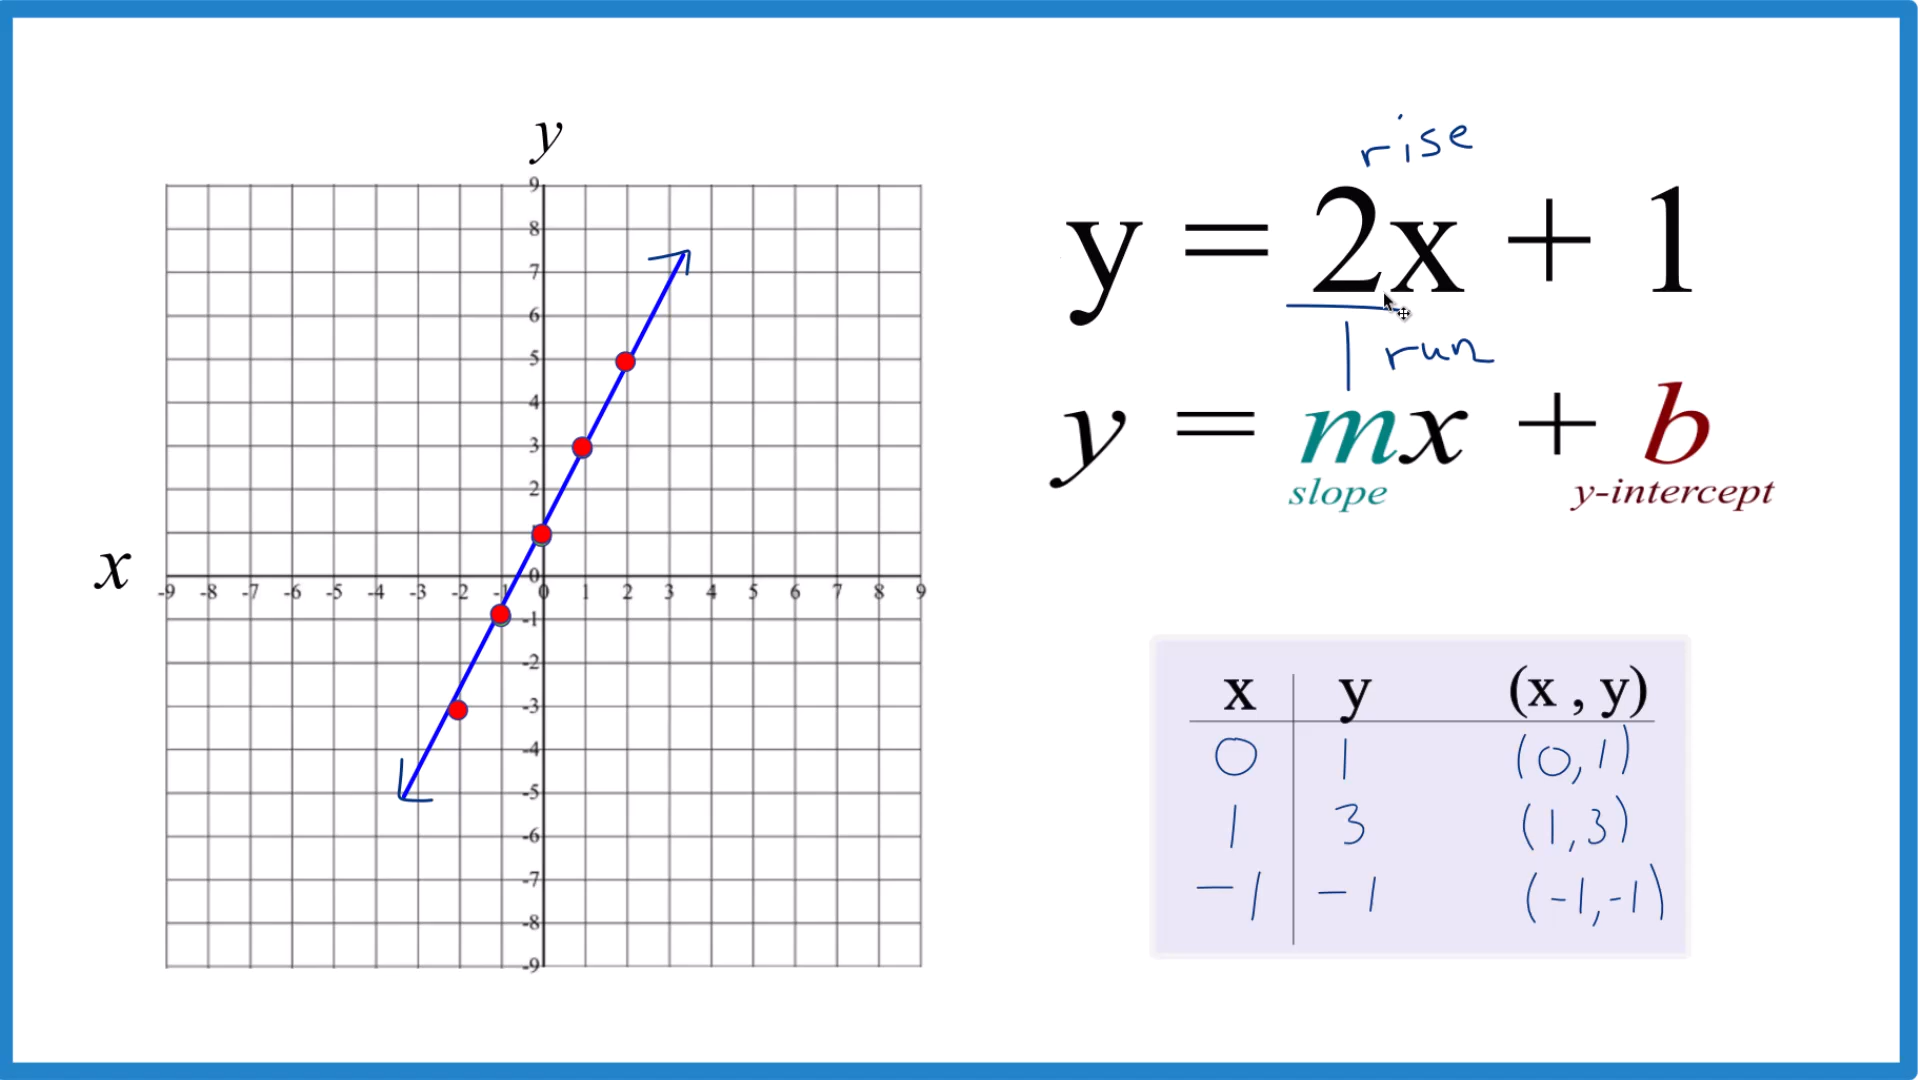 y
9
8
7
6
5
4
3
2
x
0
-9 -8 -7 -6 -5 -4 -3 -2 -1 0 1 2 3 4 5 6 7 8 9
-1
-2
-3
-4
-5
-6
-7
-8
-9
rise
y = 2x + 1
1 run
y = mx + b
slope y-intercept
x y (x , y)
0 1 (0,1)
1 3 (1,3)
-1 -1 (-1,-1)